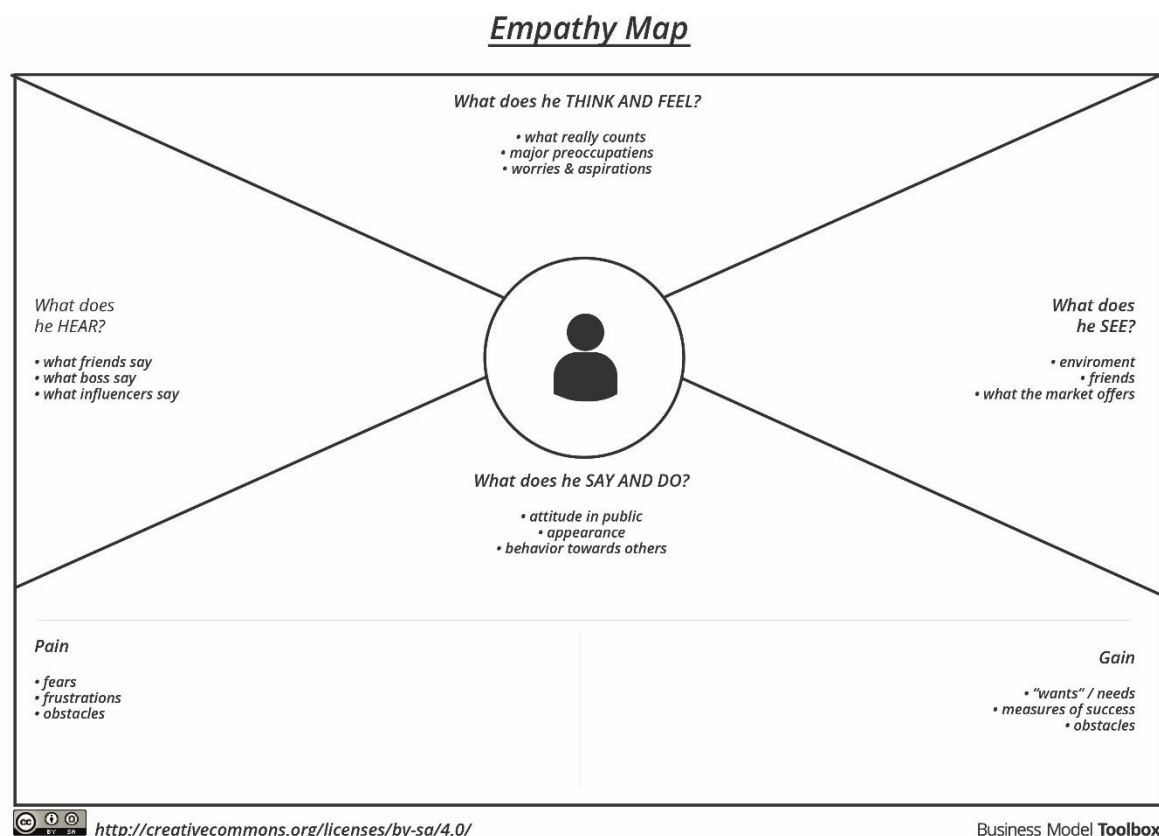 Empathy Map
What does he THINK AND FEEL?
• what really counts
• major preoccupatiens
• worries & aspirations
What does
he HEAR?
• what friends say
• what boss say
• what influencers say
What does
he SEE?
• enviroment
• friends
• what the market offers
What does he SAY AND DO?
• attitude in public
• appearance
• behavior towards others
Pain
• fears
• frustrations
• obstacles
Gain
• "wants" / needs
• measures of success
• obstacles
cc BY SA http://creativecommons.org/licenses/by-sa/4.0/
Business Model Toolbox